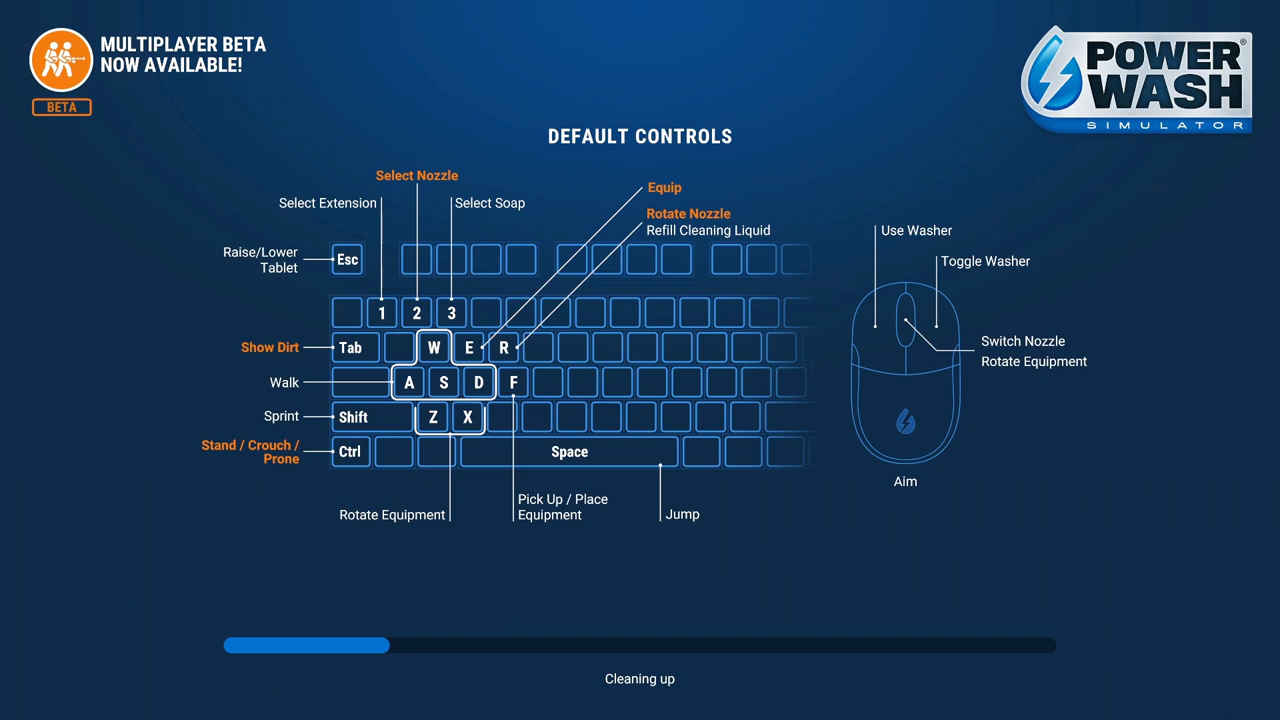 MULTIPLAYER BETA
NOW AVAILABLE!
BETA
POWER
WASH®
SIMULATOR
DEFAULT CONTROLS
Select Nozzle
Select Extension
Select Soap
Equip
Rotate Nozzle
Refill Cleaning Liquid
Raise/Lower
Tablet
Esc
1 2 3
Show Dirt
Tab W E R
Walk
A S D F
Sprint
Shift Z X
Stand / Crouch /
Prone
Ctrl Space
Rotate Equipment
Pick Up / Place
Equipment
Jump
Use Washer
Toggle Washer
Switch Nozzle
Rotate Equipment
Aim
Cleaning up